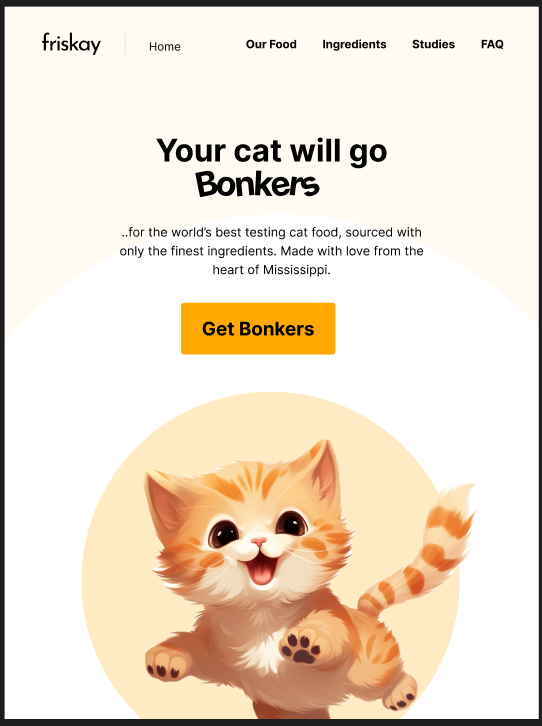 friskay Home Our Food Ingredients Studies FAQ
Your cat will go
Bonkers
..for the world’s best testing cat food, sourced with
only the finest ingredients. Made with love from the
heart of Mississippi.
Get Bonkers